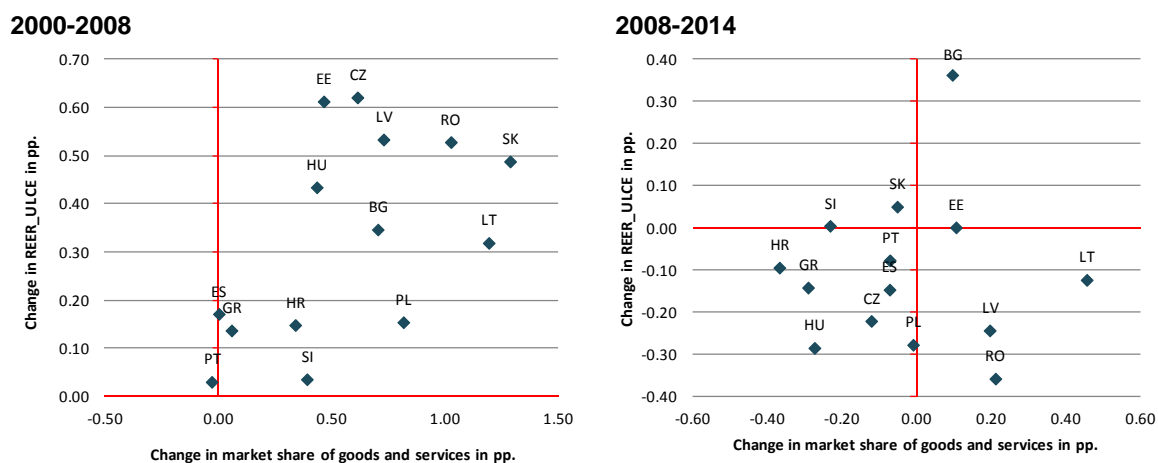 2000-2008
Change in REER_ULCE in pp.
0.70
0.60
0.50
0.40
0.30
0.20
0.10
0.00
EE
CZ
LV
RO
SK
HU
BG
LT
ES
GR
HR
PL
PT
SI
-0.50
0.00
0.50
1.00
1.50
Change in market share of goods and services in pp.
2008-2014
Change in REER_ULCE in pp.
0.40
0.30
0.20
0.10
0.00
-0.10
-0.20
-0.30
-0.40
BG
SK
SI
EE
HR
PT
LT
GR
ES
CZ
LV
HU
PL
RO
-0.60
-0.40
-0.20
0.00
0.20
0.40
0.60
Change in market share of goods and services in pp.